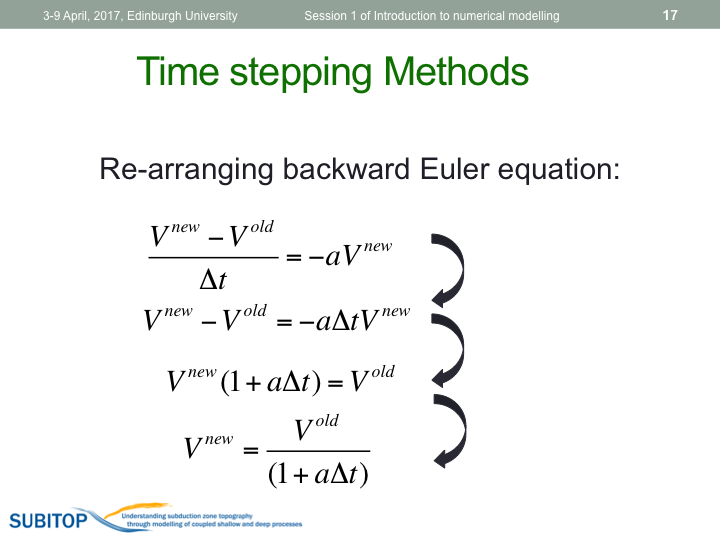 3-9 April, 2017, Edinburgh University Session 1 of Introduction to numerical modelling 17
Time stepping Methods
Re-arranging backward Euler equation:
\frac{V^{new} - V^{old}}{\Delta t} = -aV^{new}
V^{new} - V^{old} = -a\Delta tV^{new}
V^{new}(1 + a\Delta t) = V^{old}
V^{new} = \frac{V^{old}}{(1 + a\Delta t)}
SUBITOP
Understanding subduction zone topography
through modelling of coupled shallow and deep processes